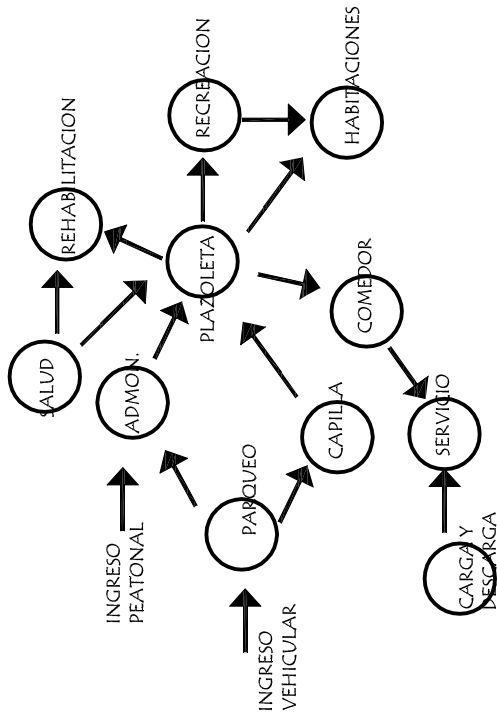 RECREACION
HABITACIONES
REHABILITACION
PLAZOLETA
COMEDOR
SALUD
ADMON.
CAPILLA
SERVICIO
PARQUEO
INGRESO
PEATONAL
CARGA Y
DESCARGA
INGRESO
VEHICULAR